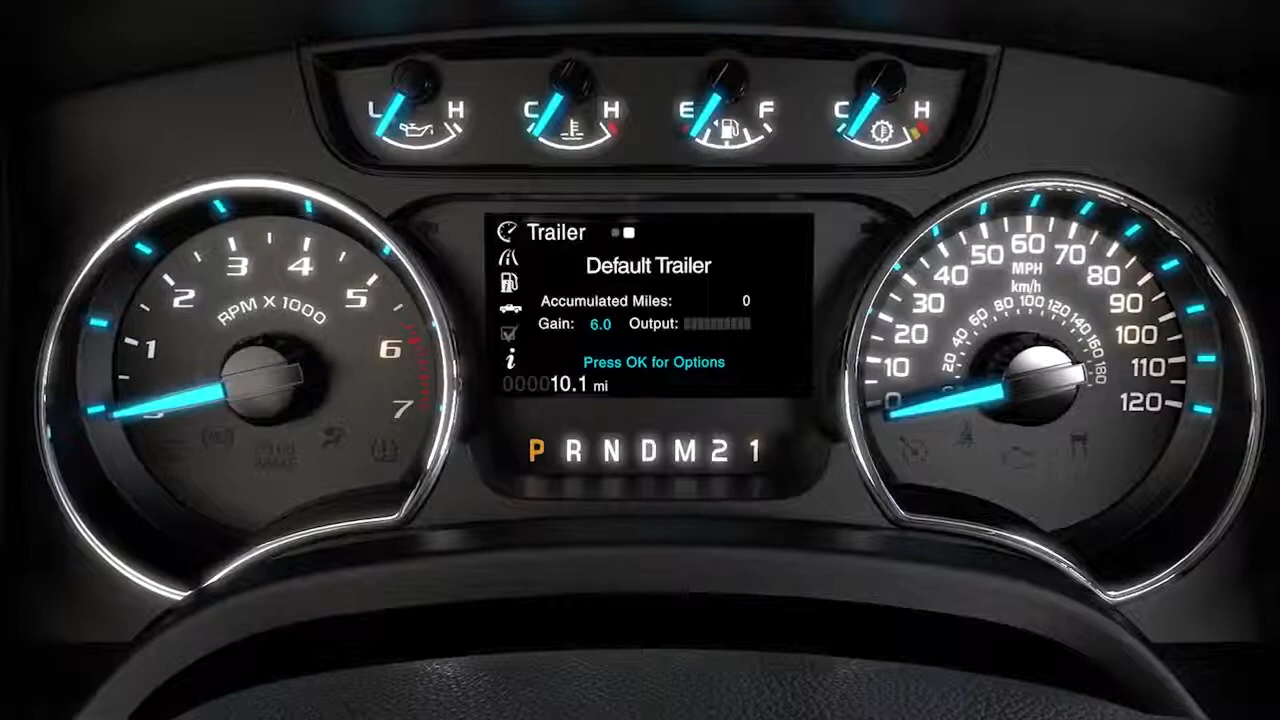 L H
C H
E F
C H
1 2 3 4 5 6 7
RPM X 1000
Trailer
Default Trailer
Accumulated Miles: 0
Gain: 6.0 Output:
Press OK for Options
000010.1 mi
P R N D M 2 1
0 10 20 30 40 50 60 70 80 90 100 110 120
MPH
km/h
20 40 60 80 100 120 140 160 180